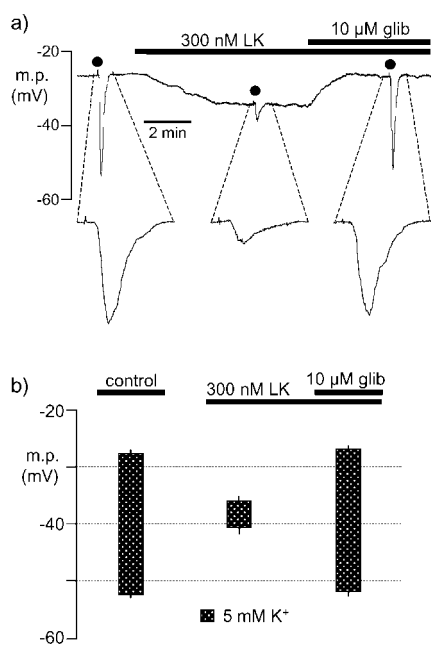 a)
300 nM LK
10 µM glib
-20
m.p.
(mV)
-40
-60
2 min
b)
control
300 nM LK
10 µM glib
-20
m.p.
(mV)
-40
-60
5 mM K⁺